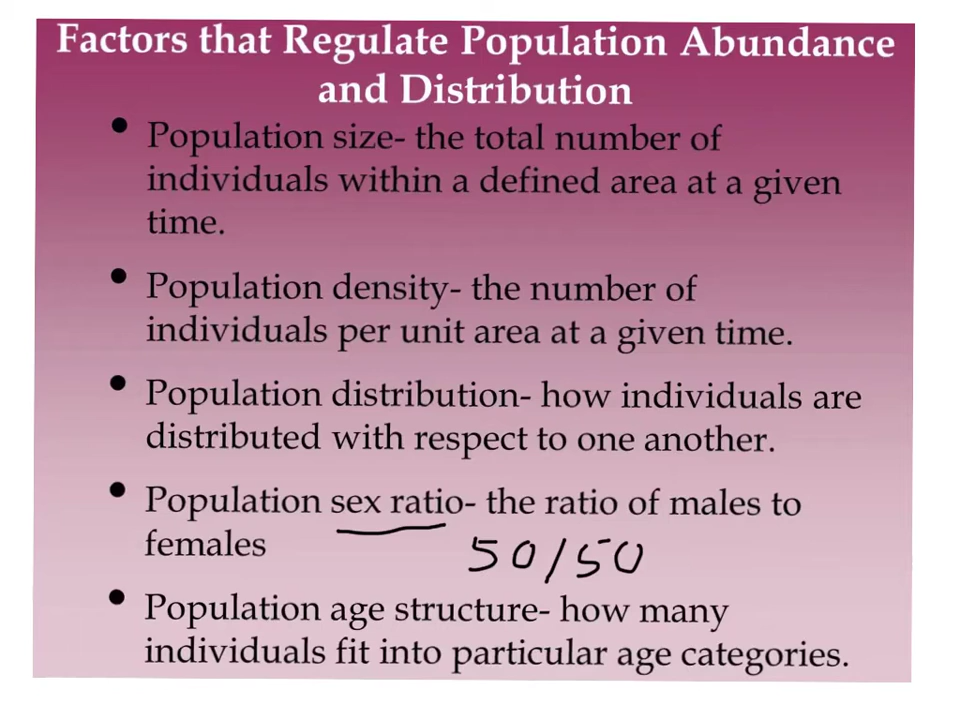 Factors that Regulate Population Abundance
and Distribution
• Population size- the total number of
individuals within a defined area at a given
time.
• Population density- the number of
individuals per unit area at a given time.
• Population distribution- how individuals are
distributed with respect to one another.
• Population sex ratio- the ratio of males to
females
50/50
• Population age structure- how many
individuals fit into particular age categories.